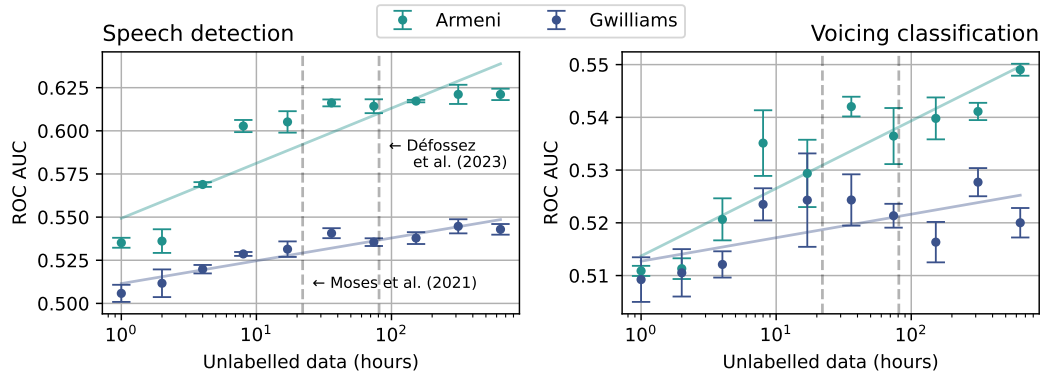 Armeni
Gwilliams
Speech detection
Voicing classification
ROC AUC
0.625
0.600
0.575
0.550
0.525
0.500
← Défossez
et al. (2023)
← Moses et al. (2021)
10⁰
10¹
10²
Unlabelled data (hours)
ROC AUC
0.55
0.54
0.53
0.52
0.51
10⁰
10¹
10²
Unlabelled data (hours)